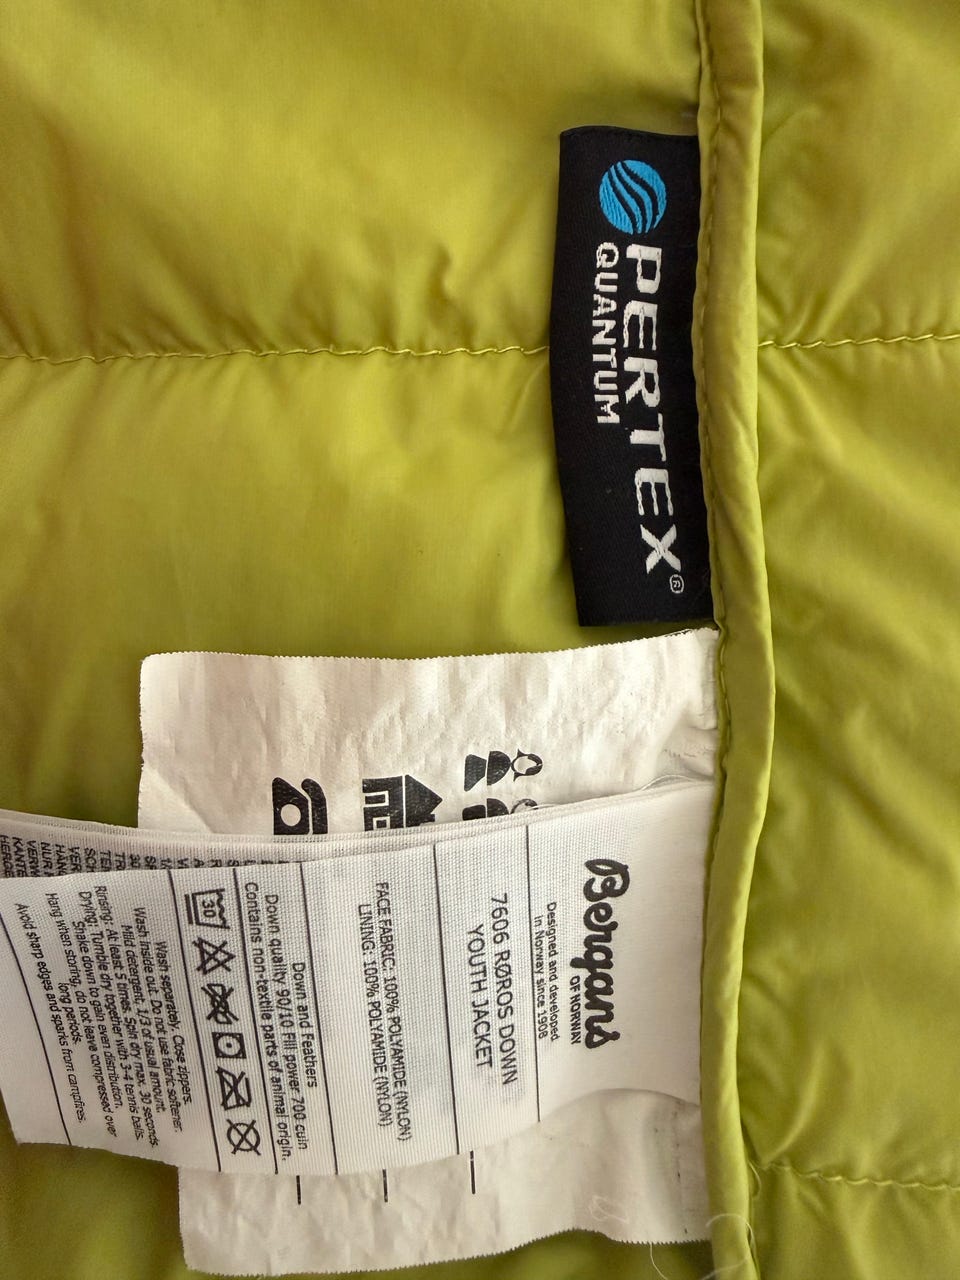 PERTEX®
QUANTUM
Bergans
OF NORWAY
Designed and developed
in Norway since 1908
7606 RØROS DOWN
YOUTH JACKET
FACE FABRIC: 100% POLYAMIDE (NYLON)
LINING: 100% POLYAMIDE (NYLON)
Down and Feathers
Down quality 90/10 Fill power 700 cuin
Contains non-textile parts of animal origin.
30
Wash separately. Close zippers.
Wash inside out. Do not use fabric softener.
Mild detergent, 1/3 of usual amount.
Rinsing: At least 5 times. Spin dry max. 30 seconds.
Drying: Tumble dry together with 3-4 tennis balls.
Shake down to gain even distribution.
Hang when storing, do not leave compressed over
long periods.
Avoid sharp edges and sparks from campfires.